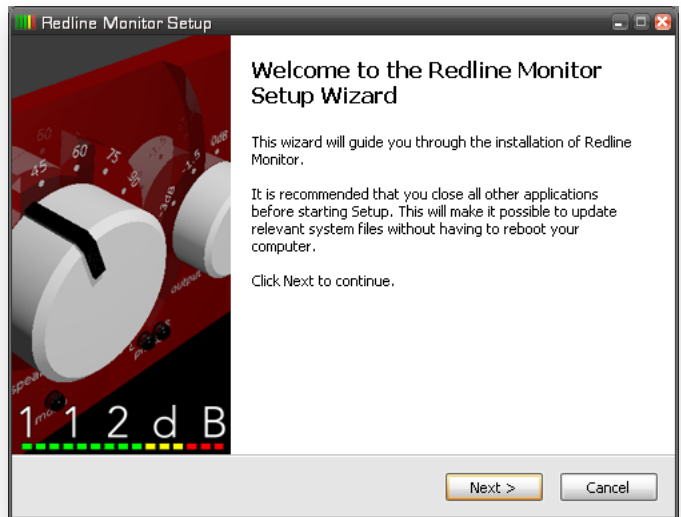 Redline Monitor Setup
Welcome to the Redline Monitor
Setup Wizard
This wizard will guide you through the installation of Redline
Monitor.
It is recommended that you close all other applications
before starting Setup. This will make it possible to update
relevant system files without having to reboot your
computer.
Click Next to continue.
60
45
60
75
90
-3dB
-1.5
0dB
output
112dB
Next >
Cancel